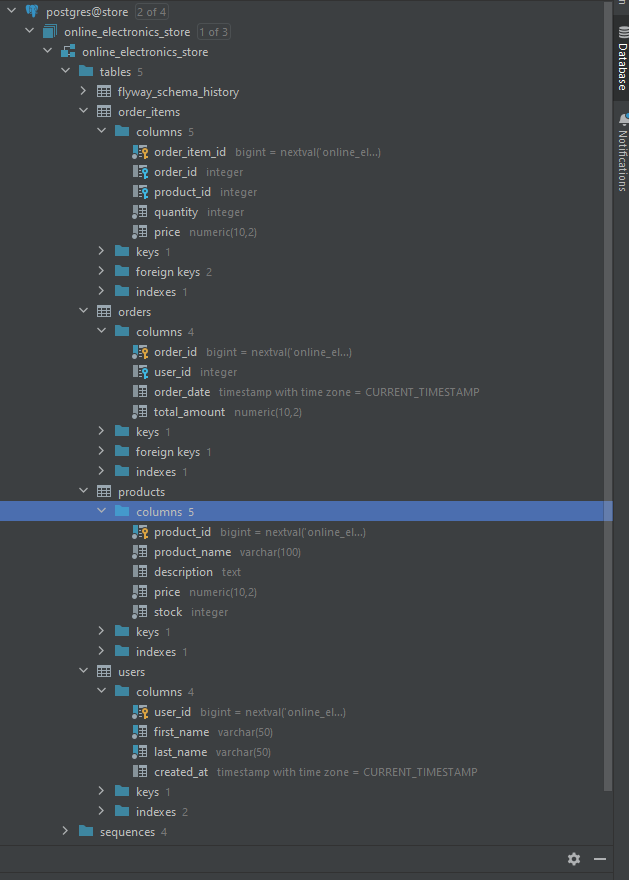 postgres@store 2 of 4
online_electronics_store 1 of 3
online_electronics_store
tables 5
flyway_schema_history
order_items
columns 5
order_item_id bigint = nextval('online_el...)
order_id integer
product_id integer
quantity integer
price numeric(10,2)
keys 1
foreign keys 2
indexes 1
orders
columns 4
order_id bigint = nextval('online_el...)
user_id integer
order_date timestamp with time zone = CURRENT_TIMESTAMP
total_amount numeric(10,2)
keys 1
foreign keys 1
indexes 1
products
columns 5
product_id bigint = nextval('online_el...)
product_name varchar(100)
description text
price numeric(10,2)
stock integer
keys 1
indexes 1
users
columns 4
user_id bigint = nextval('online_el...)
first_name varchar(50)
last_name varchar(50)
created_at timestamp with time zone = CURRENT_TIMESTAMP
keys 1
indexes 2
sequences 4
Database
Notifications